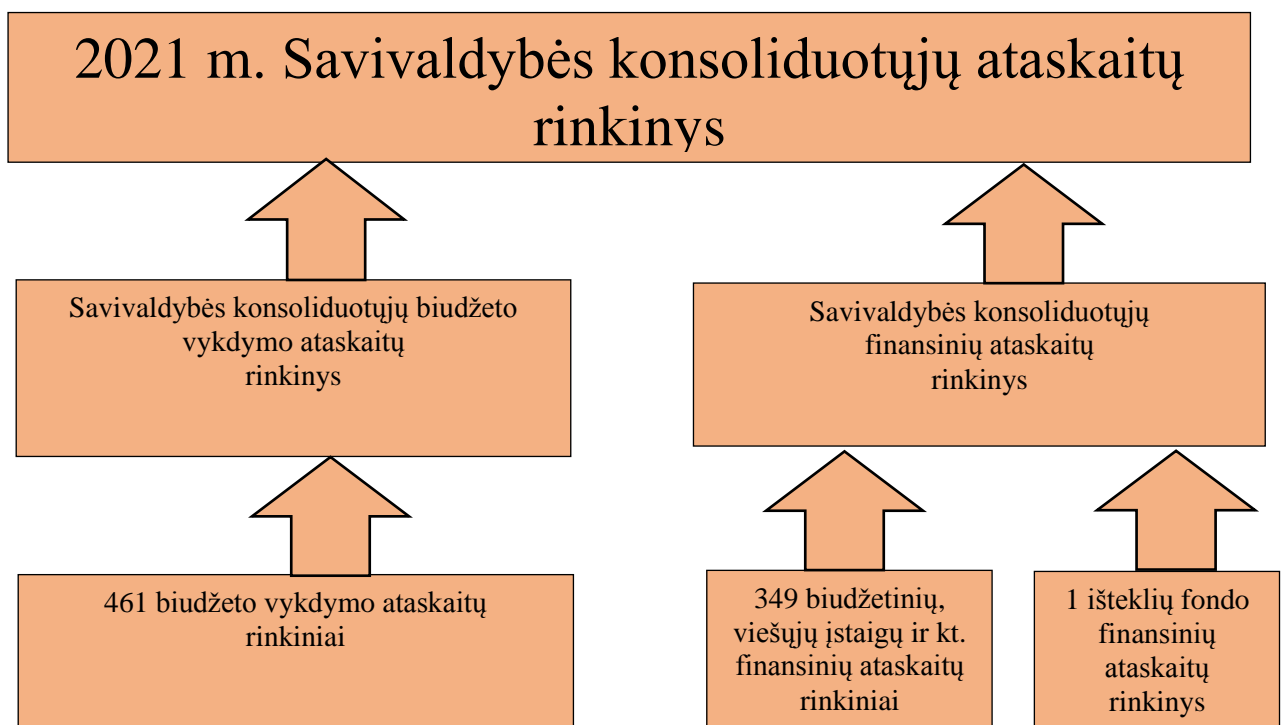 2021 m. Savivaldybės konsoliduotųjų ataskaitų
rinkinys
Savivaldybės konsoliduotųjų biudžeto
vykdymo ataskaitų
rinkinys
Savivaldybės konsoliduotųjų
finansinių ataskaitų
rinkinys
461 biudžeto vykdymo ataskaitų
rinkiniai
349 biudžetinių,
viešųjų įstaigų ir kt.
finansinių ataskaitų
rinkiniai
1 išteklių fondo
finansinių
ataskaitų
rinkinys